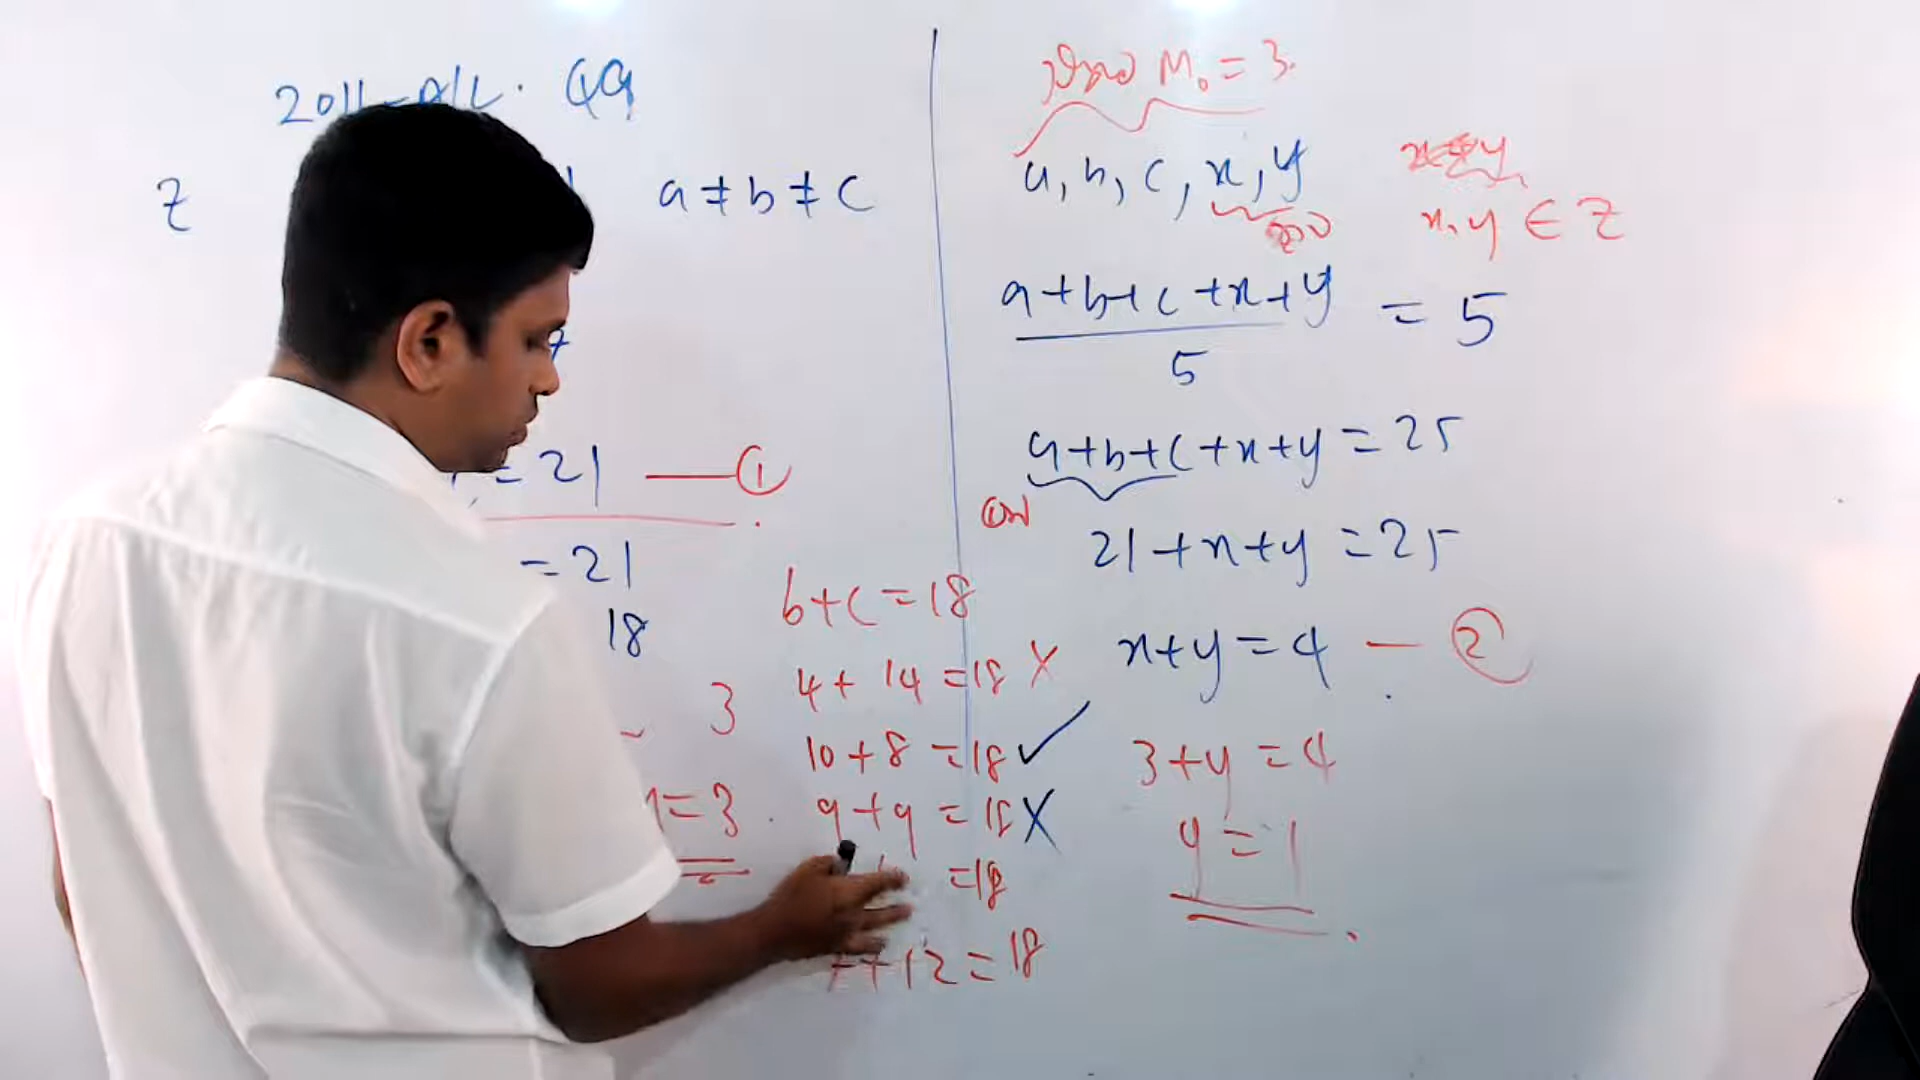 2011-A/L. Q9
Z a ≠ b ≠ c
7
= 21 — ①
= 21
18
3
= 3
b+c = 18
4 + 14 = 18 X
10 + 8 = 18 ✓
9 + 9 = 18 X
= 18
+ 12 = 18
M₀ = 3
a, b, c, x, y
x, y ∈ Z
a+b+c+x+y
5
= 5
a+b+c+x+y = 25
21+x+y = 25
x+y = 4 — ②
3+y = 4
y = 1